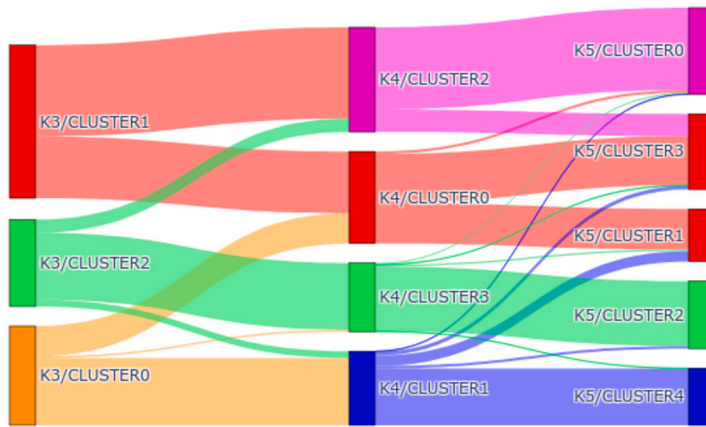 K3/CLUSTER1
K3/CLUSTER2
K3/CLUSTER0
K4/CLUSTER2
K4/CLUSTER0
K4/CLUSTER3
K4/CLUSTER1
K5/CLUSTER0
K5/CLUSTER3
K5/CLUSTER1
K5/CLUSTER2
K5/CLUSTER4